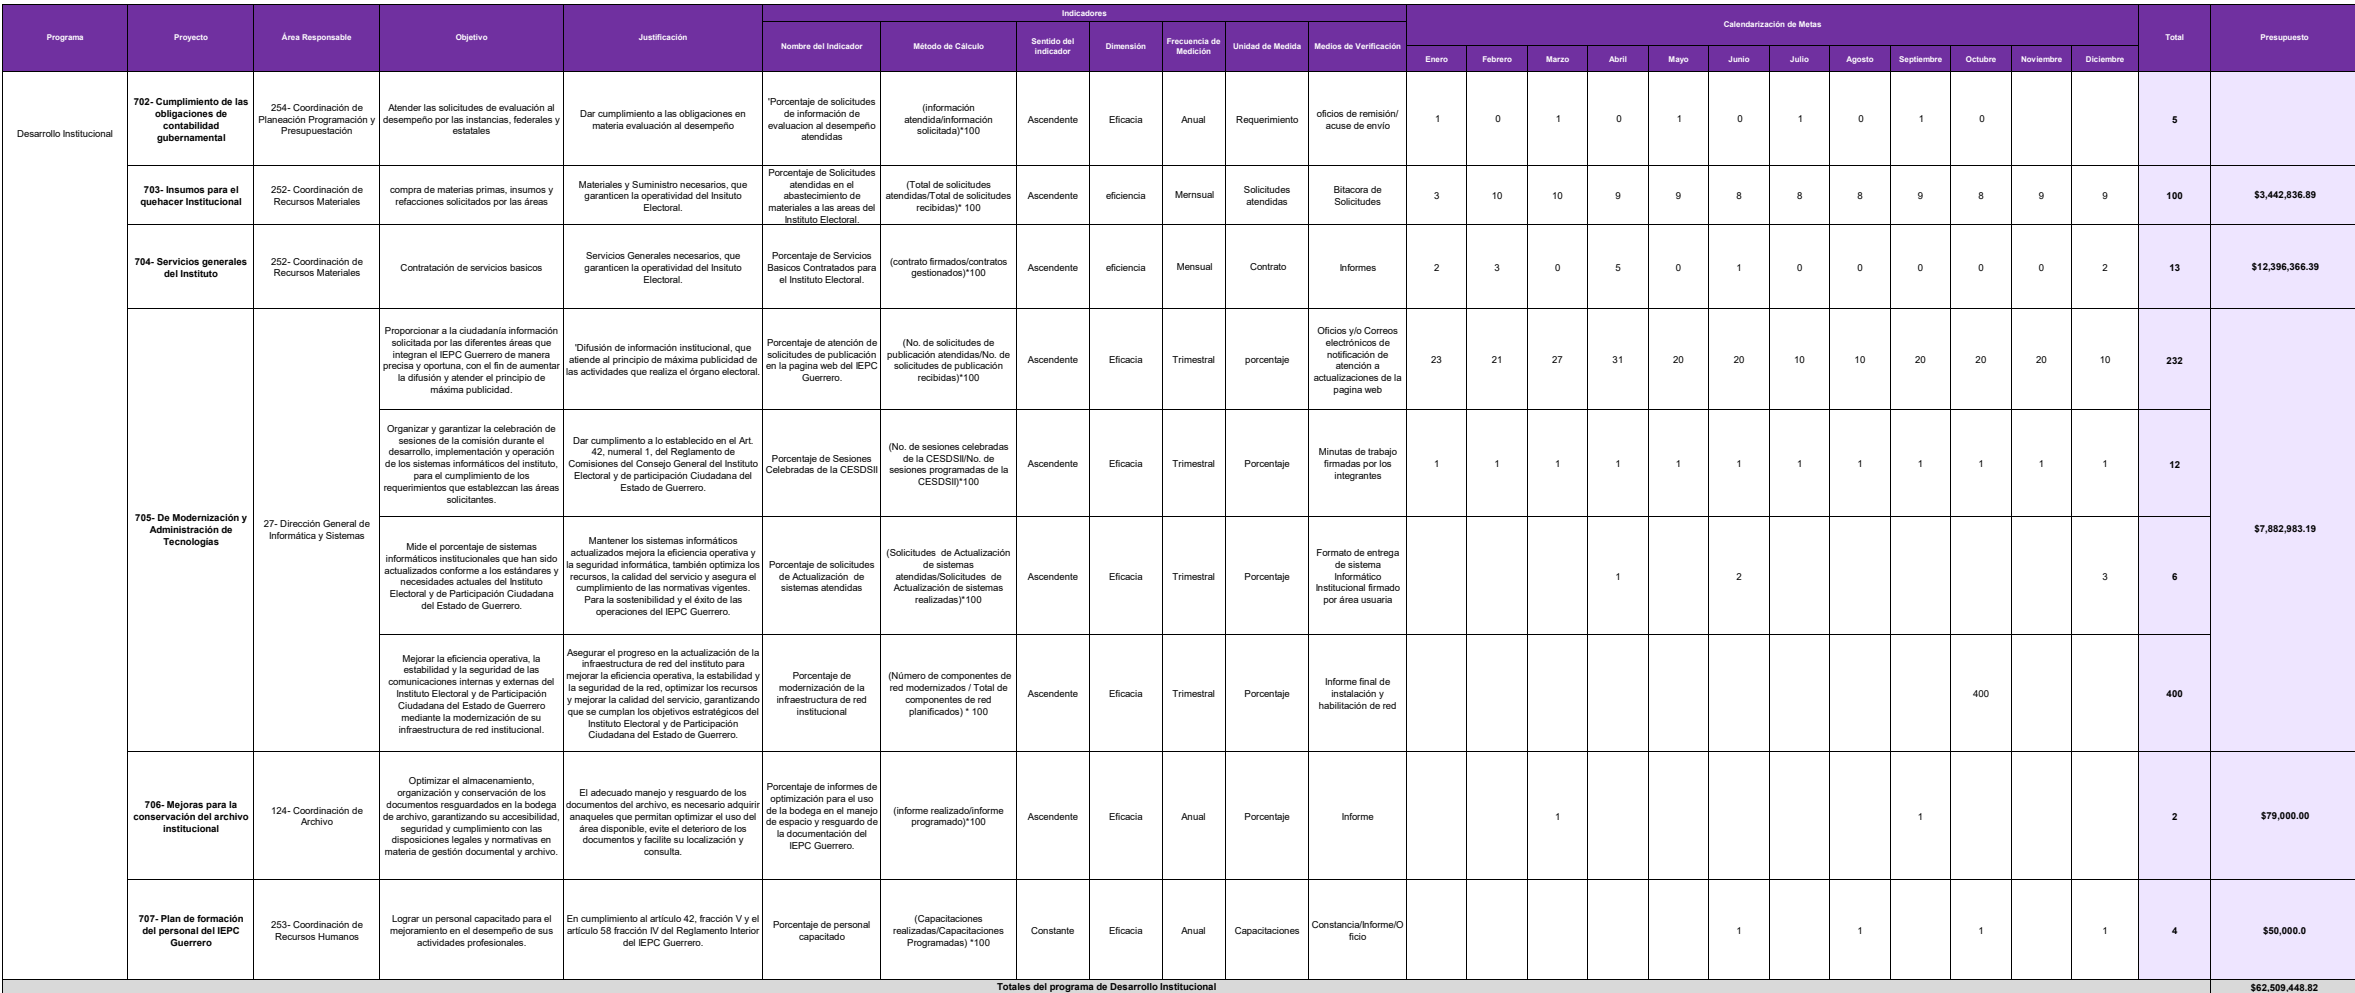 Programa
Proyecto
Área Responsable
Objetivo
Justificación
Indicadores
Nombre del Indicador
Método de Cálculo
Sentido del
indicador
Dimensión
Frecuencia de
Medición
Unidad de Medida
Medios de Verificación
Calendarización de Metas
Enero
Febrero
Marzo
Abril
Mayo
Junio
Julio
Agosto
Septiembre
Octubre
Noviembre
Diciembre
Total
Presupuesto
Desarrollo Institucional
702- Cumplimiento de las
obligaciones de
contabilidad
gubernamental
254- Coordinación de
Planeación Programación y
Presupuestación
Atender las solicitudes de evaluación al
desempeño por las instancias, federales y
estatales
Dar cumplimiento a las obligaciones en
materia evaluación al desempeño
'Porcentaje de solicitudes
de información de
evaluacion al desempeño
atendidas
(información
atendida/información
solicitada)*100
Ascendente
Eficacia
Anual
Requerimiento
oficios de remisión/
acuse de envío
1
0
1
0
1
0
1
0
1
0
5
703- Insumos para el
quehacer Institucional
252- Coordinación de
Recursos Materiales
compra de materias primas, insumos y
refacciones solicitados por las áreas
Materiales y Suministro necesarios, que
garanticen la operatividad del Insituto
Electoral.
Porcentaje de Solicitudes
atendidas en el
abastecimiento de
materiales a las areas del
Instituto Electoral.
(Total de solicitudes
atendidas/Total de solicitudes
recibidas)* 100
Ascendente
eficiencia
Mernsual
Solicitudes
atendidas
Bitacora de
Solicitudes
3
10
10
9
9
8
8
8
9
8
9
9
100
$3,442,836.89
704- Servicios generales
del Instituto
252- Coordinación de
Recursos Materiales
Contratación de servicios basicos
Servicios Generales necesarios, que
garanticen la operatividad del Insituto
Electoral.
Porcentaje de Servicios
Basicos Contratados para
el Instituto Electoral.
(contrato firmados/contratos
gestionados)*100
Ascendente
eficiencia
Mensual
Contrato
Informes
2
3
0
5
0
1
0
0
0
0
0
2
13
$12,396,366.39
705- De Modernización y
Administración de
Tecnologías
27- Dirección General de
Informática y Sistemas
Proporcionar a la ciudadanía información
solicitada por las diferentes áreas que
integran el IEPC Guerrero de manera
precisa y oportuna, con el fin de aumentar
la difusión y atender el principio de
máxima publicidad.
'Difusión de información institucional, que
atiende al principio de máxima publicidad de
las actividades que realiza el órgano electoral.
Porcentaje de atención de
solicitudes de publicación
en la pagina web del IEPC
Guerrero.
(No. de solicitudes de
publicación atendidas/No. de
solicitudes de publicación
recibidas)*100
Ascendente
Eficacia
Trimestral
porcentaje
Oficios y/o Correos
electrónicos de
notificación de
atención a
actualizaciones de la
pagina web
23
21
27
31
20
20
10
10
20
20
20
10
232
$7,882,983.19
Organizar y garantizar la celebración de
sesiones de la comisión durante el
desarrollo, implementación y operación
de los sistemas informáticos del instituto,
para el cumplimiento de los
requerimientos que establezcan las áreas
solicitantes.
Dar cumplimento a lo establecido en el Art.
42, numeral 1, del Reglamento de
Comisiones del Consejo General del Instituto
Electoral y de participación Ciudadana del
Estado de Guerrero.
Porcentaje de Sesiones
Celebradas de la CESDSII
(No. de sesiones celebradas
de la CESDSII/No. de
sesiones programadas de la
CESDSII)*100
Ascendente
Eficacia
Trimestral
Porcentaje
Minutas de trabajo
firmadas por los
integrantes
1
1
1
1
1
1
1
1
1
1
1
1
12
Mide el porcentaje de sistemas
informáticos institucionales que han sido
actualizados conforme a los estándares y
necesidades actuales del Instituto
Electoral y de Participación Ciudadana
del Estado de Guerrero.
Mantener los sistemas informáticos
actualizados mejora la eficiencia operativa y
la seguridad informática, también optimiza los
recursos, la calidad del servicio y asegura el
cumplimiento de las normativas vigentes.
Para la sostenibilidad y el éxito de las
operaciones del IEPC Guerrero.
Porcentaje de solicitudes
de Actualización de
sistemas atendidas
(Solicitudes de Actualización
de sistemas
atendidas/Solicitudes de
Actualización de sistemas
realizadas)*100
Ascendente
Eficacia
Trimestral
Porcentaje
Formato de entrega
de sistema
Informático
Institucional firmado
por área usuaria
1
2
3
6
Mejorar la eficiencia operativa, la
estabilidad y la seguridad de las
comunicaciones internas y externas del
Instituto Electoral y de Participación
Ciudadana del Estado de Guerrero
mediante la modernización de su
infraestructura de red institucional.
Asegurar el progreso en la actualización de la
infraestructura de red del instituto para
mejorar la eficiencia operativa, la estabilidad y
la seguridad de la red, optimizar los recursos
y mejorar la calidad del servicio, garantizando
que se cumplan los objetivos estratégicos del
Instituto Electoral y de Participación
Ciudadana del Estado de Guerrero.
Porcentaje de
modernización de la
infraestructura de red
institucional
(Número de componentes de
red modernizados / Total de
componentes de red
planificados) * 100
Ascendente
Eficacia
Trimestral
Porcentaje
Informe final de
instalación y
habilitación de red
400
400
706- Mejoras para la
conservación del archivo
institucional
124- Coordinación de
Archivo
Optimizar el almacenamiento,
organización y conservación de los
documentos resguardados en la bodega
de archivo, garantizando su accesibilidad,
seguridad y cumplimiento con las
disposiciones legales y normativas en
materia de gestión documental y archivo.
El adecuado manejo y resguardo de los
documentos del archivo, es necesario adquirir
anaqueles que permitan optimizar el uso del
área disponible, evite el deterioro de los
documentos y facilite su localización y
consulta.
Porcentaje de informes de
optimización para el uso
de la bodega en el manejo
de espacio y resguardo de
la documentación del
IEPC Guerrero.
(informe realizado/informe
programado)*100
Ascendente
Eficacia
Anual
Porcentaje
Informe
1
1
2
$79,000.00
707- Plan de formación
del personal del IEPC
Guerrero
253- Coordinación de
Recursos Humanos
Lograr un personal capacitado para el
mejoramiento en el desempeño de sus
actividades profesionales.
En cumplimiento al artículo 42, fracción V y el
artículo 58 fracción IV del Reglamento Interior
del IEPC Guerrero.
Porcentaje de personal
capacitado
(Capacitaciones
realizadas/Capacitaciones
Programadas) *100
Constante
Eficacia
Anual
Capacitaciones
Constancia/Informe/O
ficio
1
1
1
1
4
$50,000.0
Totales del programa de Desarrollo Institucional
$62,509,448.82